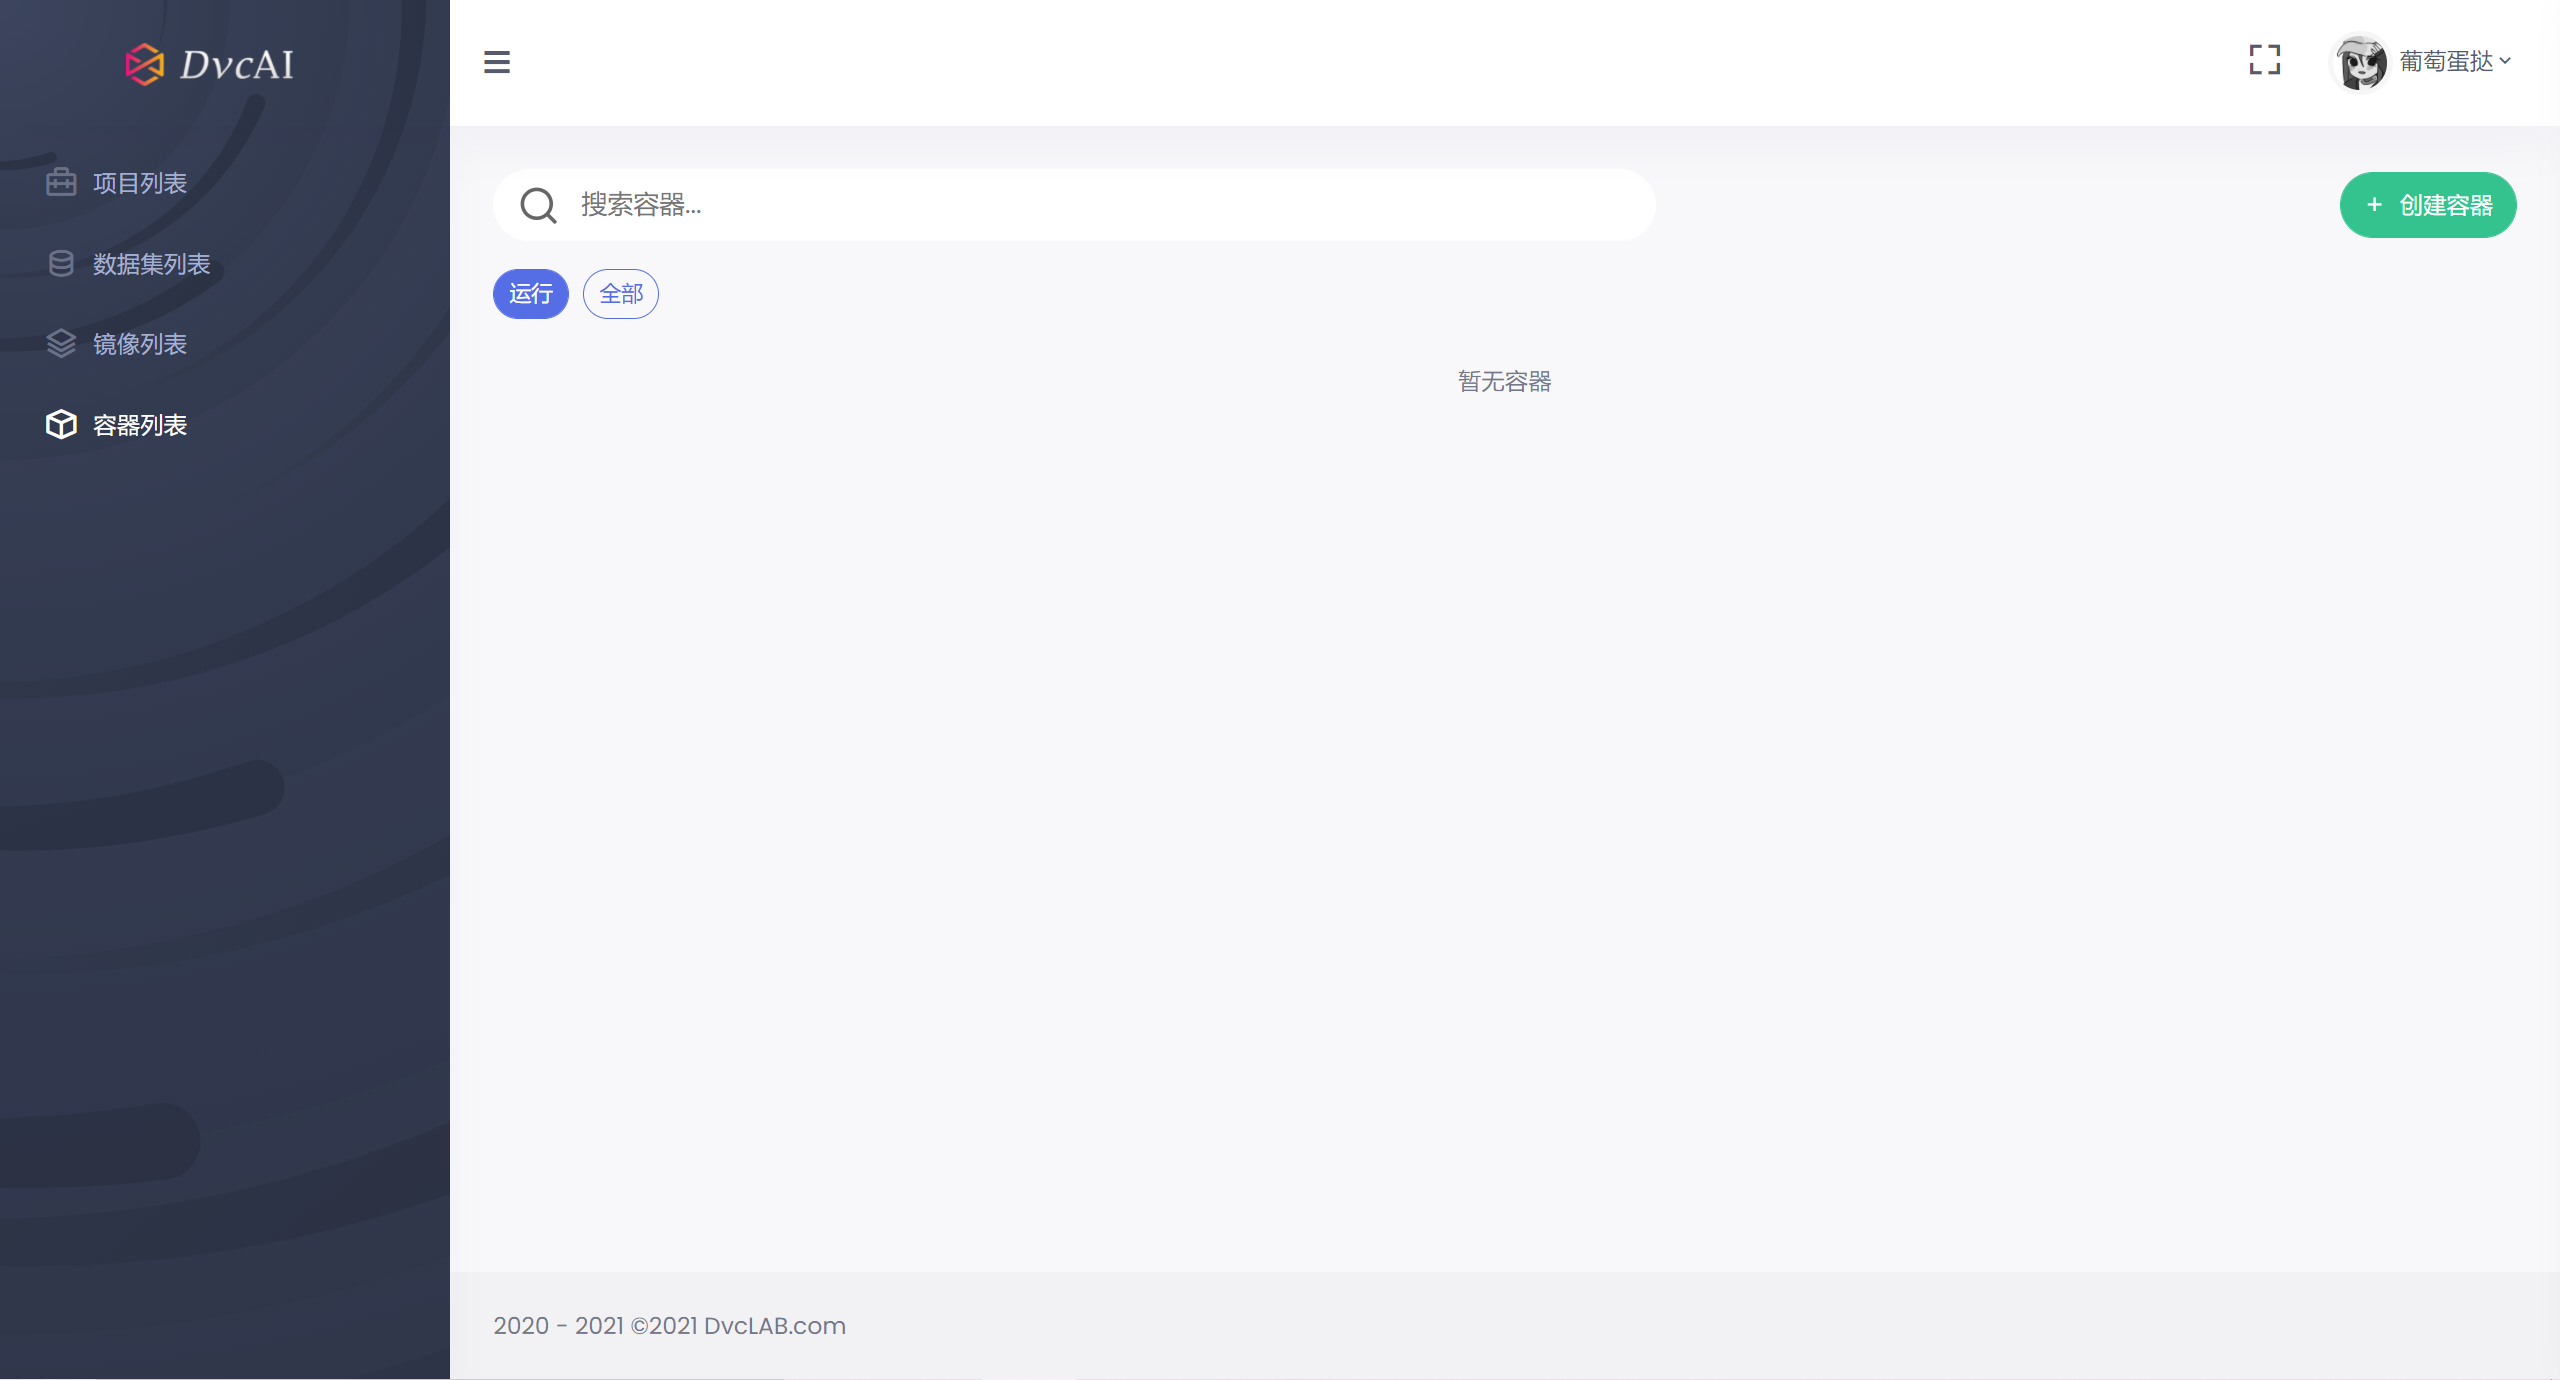 DvcAI
葡萄蛋挞
项目列表
数据集列表
镜像列表
容器列表
搜索容器...
+ 创建容器
运行
全部
暂无容器
2020 - 2021 ©2021 DvcLAB.com